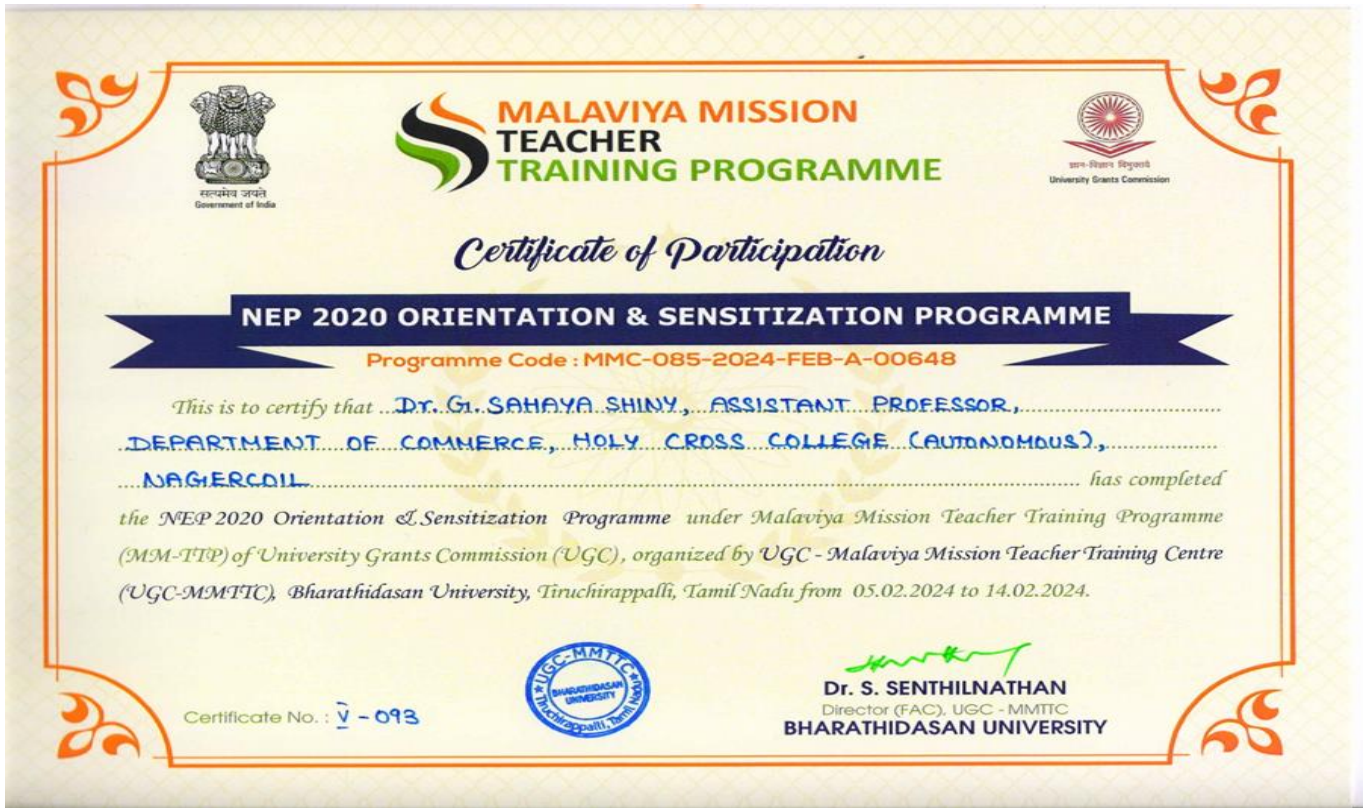 सत्यमेव जयते
Government of India
MALAVIYA MISSION
TEACHER
TRAINING PROGRAMME
ज्ञान-विज्ञान विमुक्तये
University Grants Commission
Certificate of Participation
NEP 2020 ORIENTATION & SENSITIZATION PROGRAMME
Programme Code : MMC-085-2024-FEB-A-00648
This is to certify that Dr. G. SAHAYA SHINY, ASSISTANT PROFESSOR,
DEPARTMENT OF COMMERCE, HOLY CROSS COLLEGE (AUTONOMOUS),
NAGERCOIL has completed
the NEP 2020 Orientation & Sensitization Programme under Malaviya Mission Teacher Training Programme
(MM-TTP) of University Grants Commission (UGC), organized by UGC - Malaviya Mission Teacher Training Centre
(UGC-MMTTC), Bharathidasan University, Tiruchirappalli, Tamil Nadu from 05.02.2024 to 14.02.2024.
UGC-MMTTC
BHARATHIDASAN
UNIVERSITY
Tiruchirappalli, Tamil Nadu
Certificate No. : V - 093
Dr. S. SENTHILNATHAN
Director (FAC), UGC - MMTTC
BHARATHIDASAN UNIVERSITY